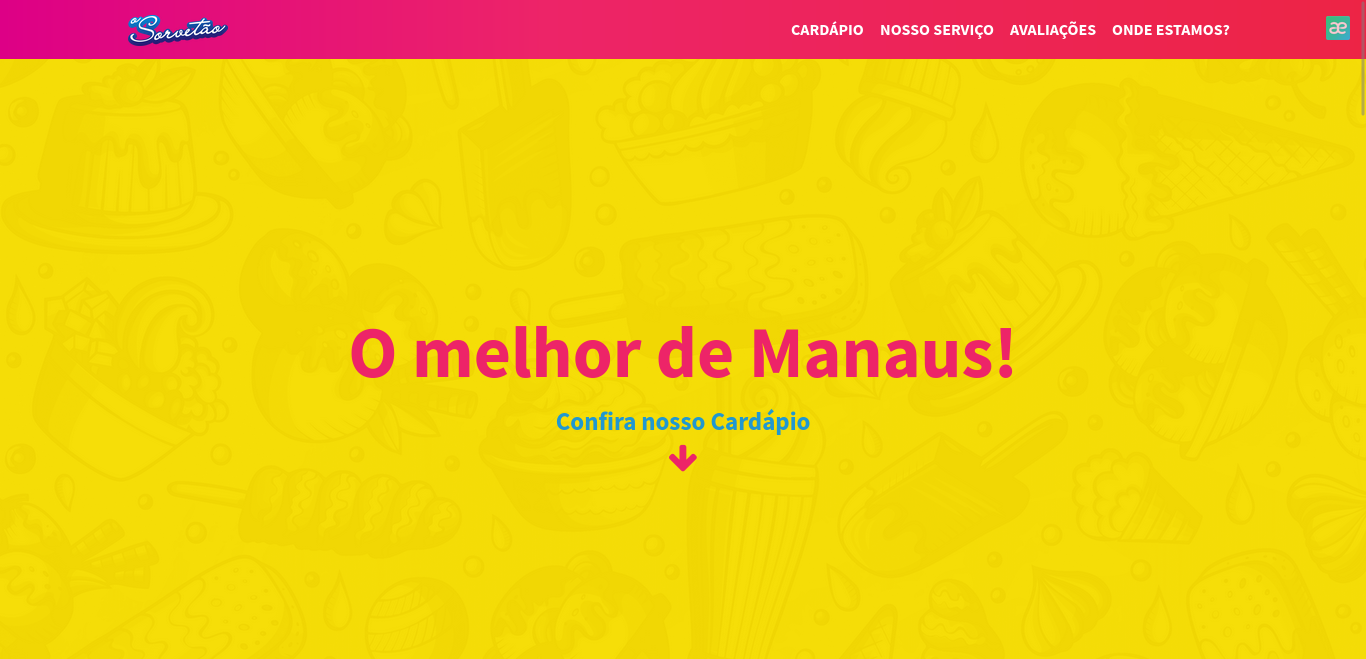 o Sorvetão
CARDÁPIO NOSSO SERVIÇO AVALIAÇÕES ONDE ESTAMOS?
æ
O melhor de Manaus!
Confira nosso Cardápio